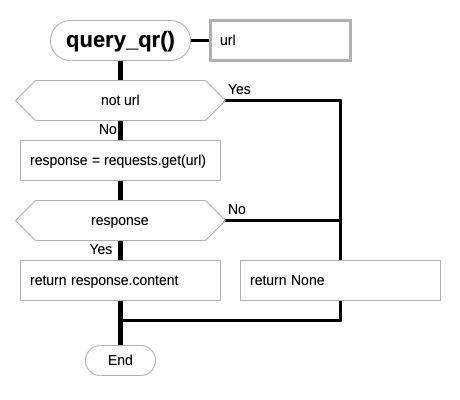 query_qr()
url
not url
Yes
No
response = requests.get(url)
response
No
Yes
return response.content
return None
End